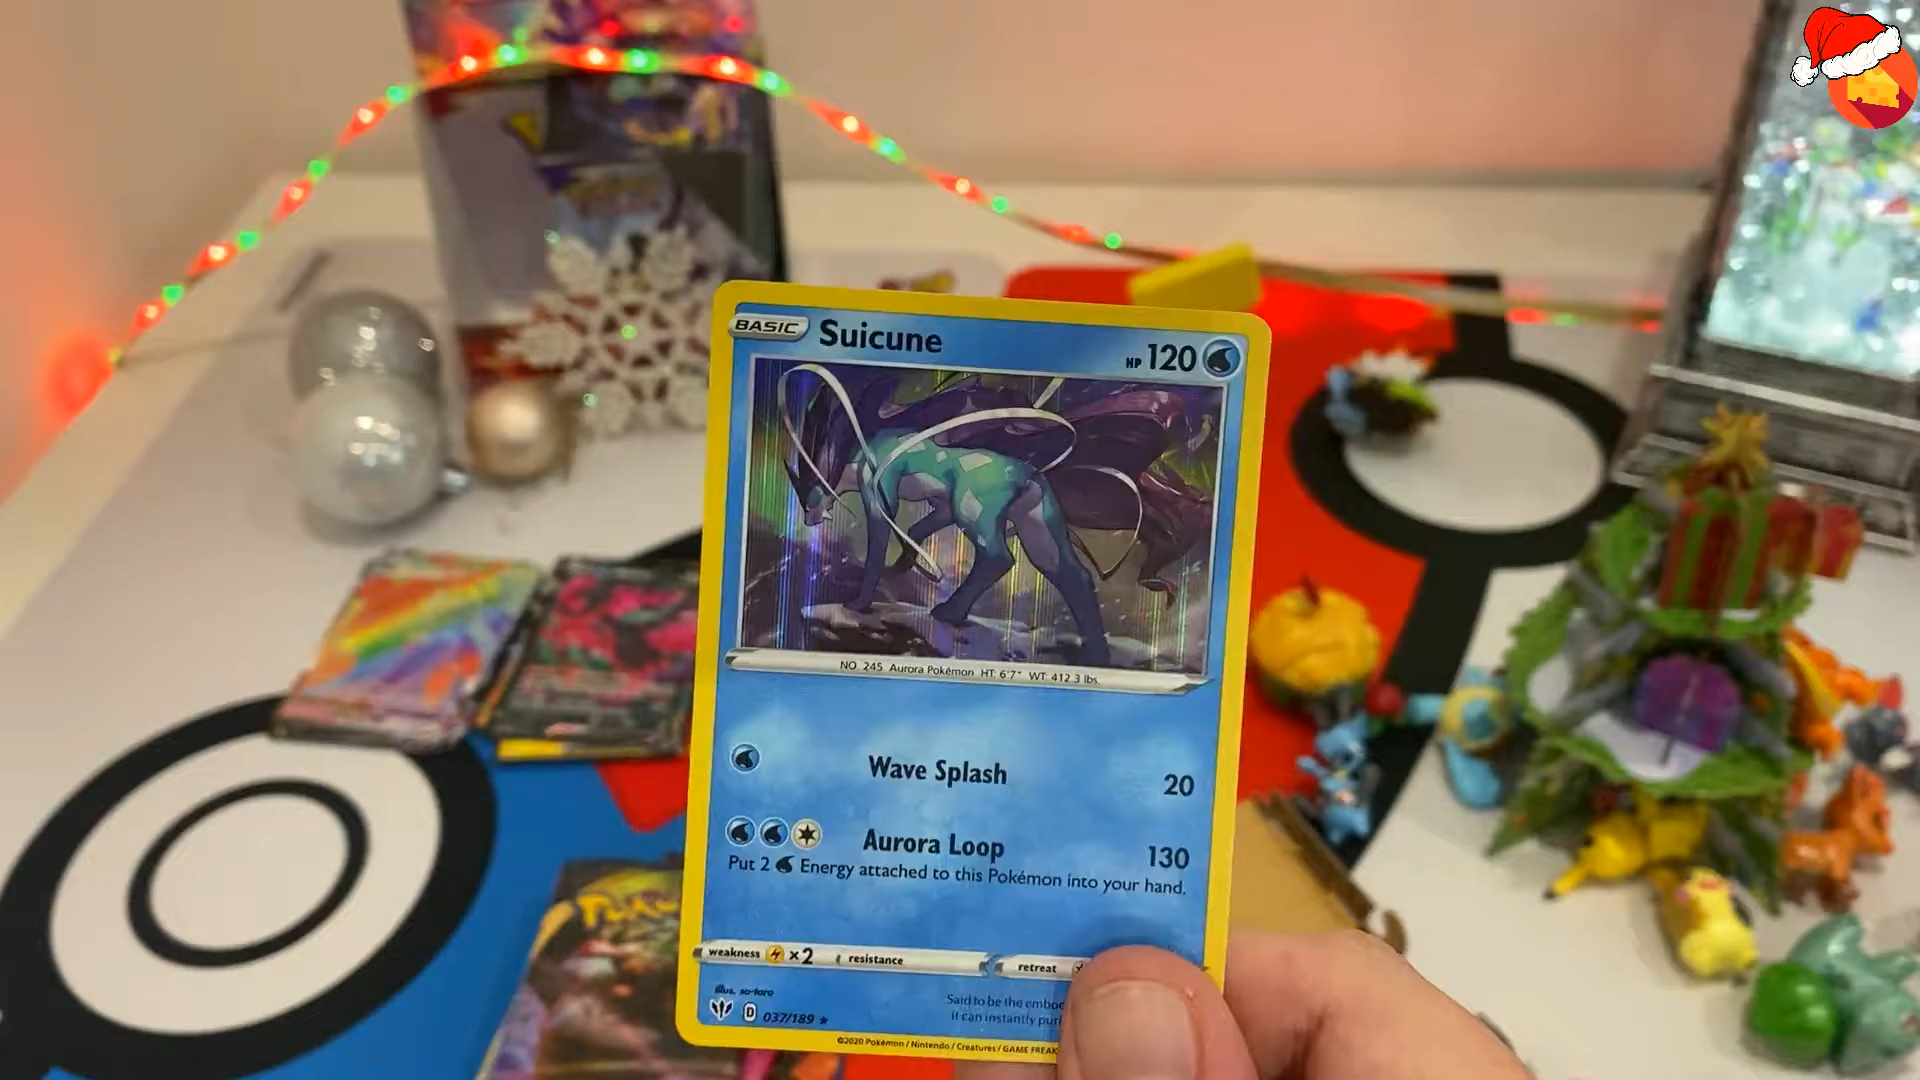 BASIC Suicune HP 120
NO. 245 Aurora Pokémon HT: 6'7" WT: 412.3 lbs.
Wave Splash 20
Aurora Loop 130
Put 2 Energy attached to this Pokémon into your hand.
weakness ×2 resistance retreat
illus. so-taro
Said to be the
it can instantly
D 037/189 ★
©2020 Pokémon / Nintendo / Creatures / GAME FREAK